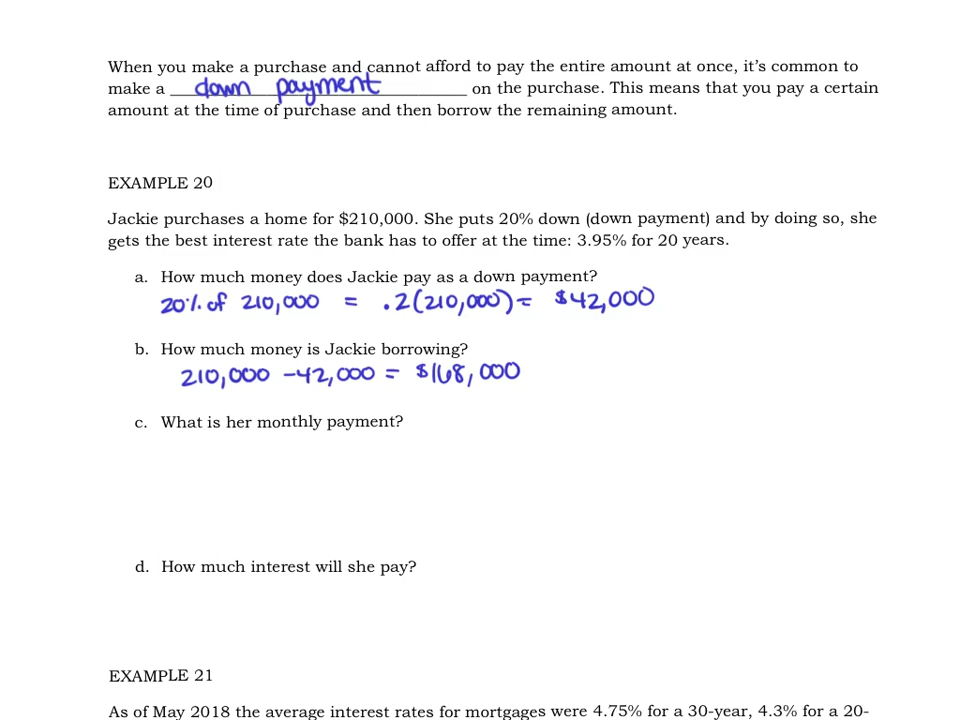 When you make a purchase and cannot afford to pay the entire amount at once, it's common to
make a down payment on the purchase. This means that you pay a certain
amount at the time of purchase and then borrow the remaining amount.
EXAMPLE 20
Jackie purchases a home for $210,000. She puts 20% down (down payment) and by doing so, she
gets the best interest rate the bank has to offer at the time: 3.95% for 20 years.
a. How much money does Jackie pay as a down payment?
20% of 210,000 = .2(210,000) = $42,000
b. How much money is Jackie borrowing?
210,000 - 42,000 = $168,000
c. What is her monthly payment?
d. How much interest will she pay?
EXAMPLE 21
As of May 2018 the average interest rates for mortgages were 4.75% for a 30-year, 4.3% for a 20-